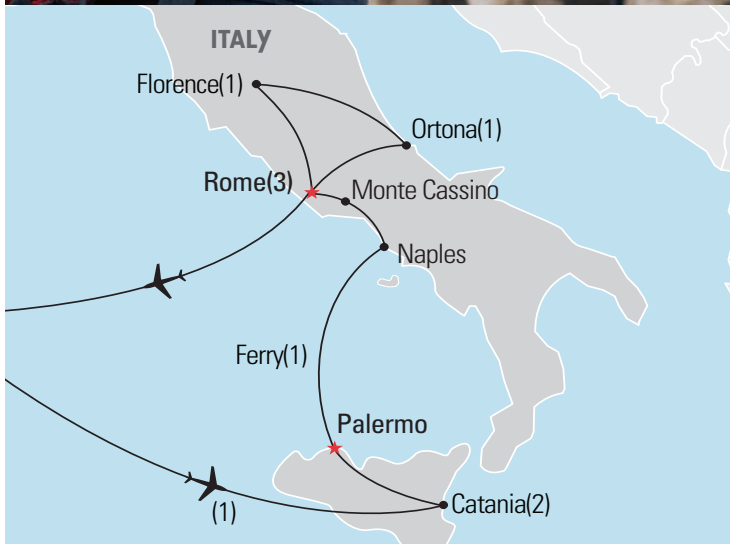 ITALY
Florence(1)
Ortona(1)
Rome(3)
Monte Cassino
Naples
Ferry(1)
Palermo
Catania(2)
(1)